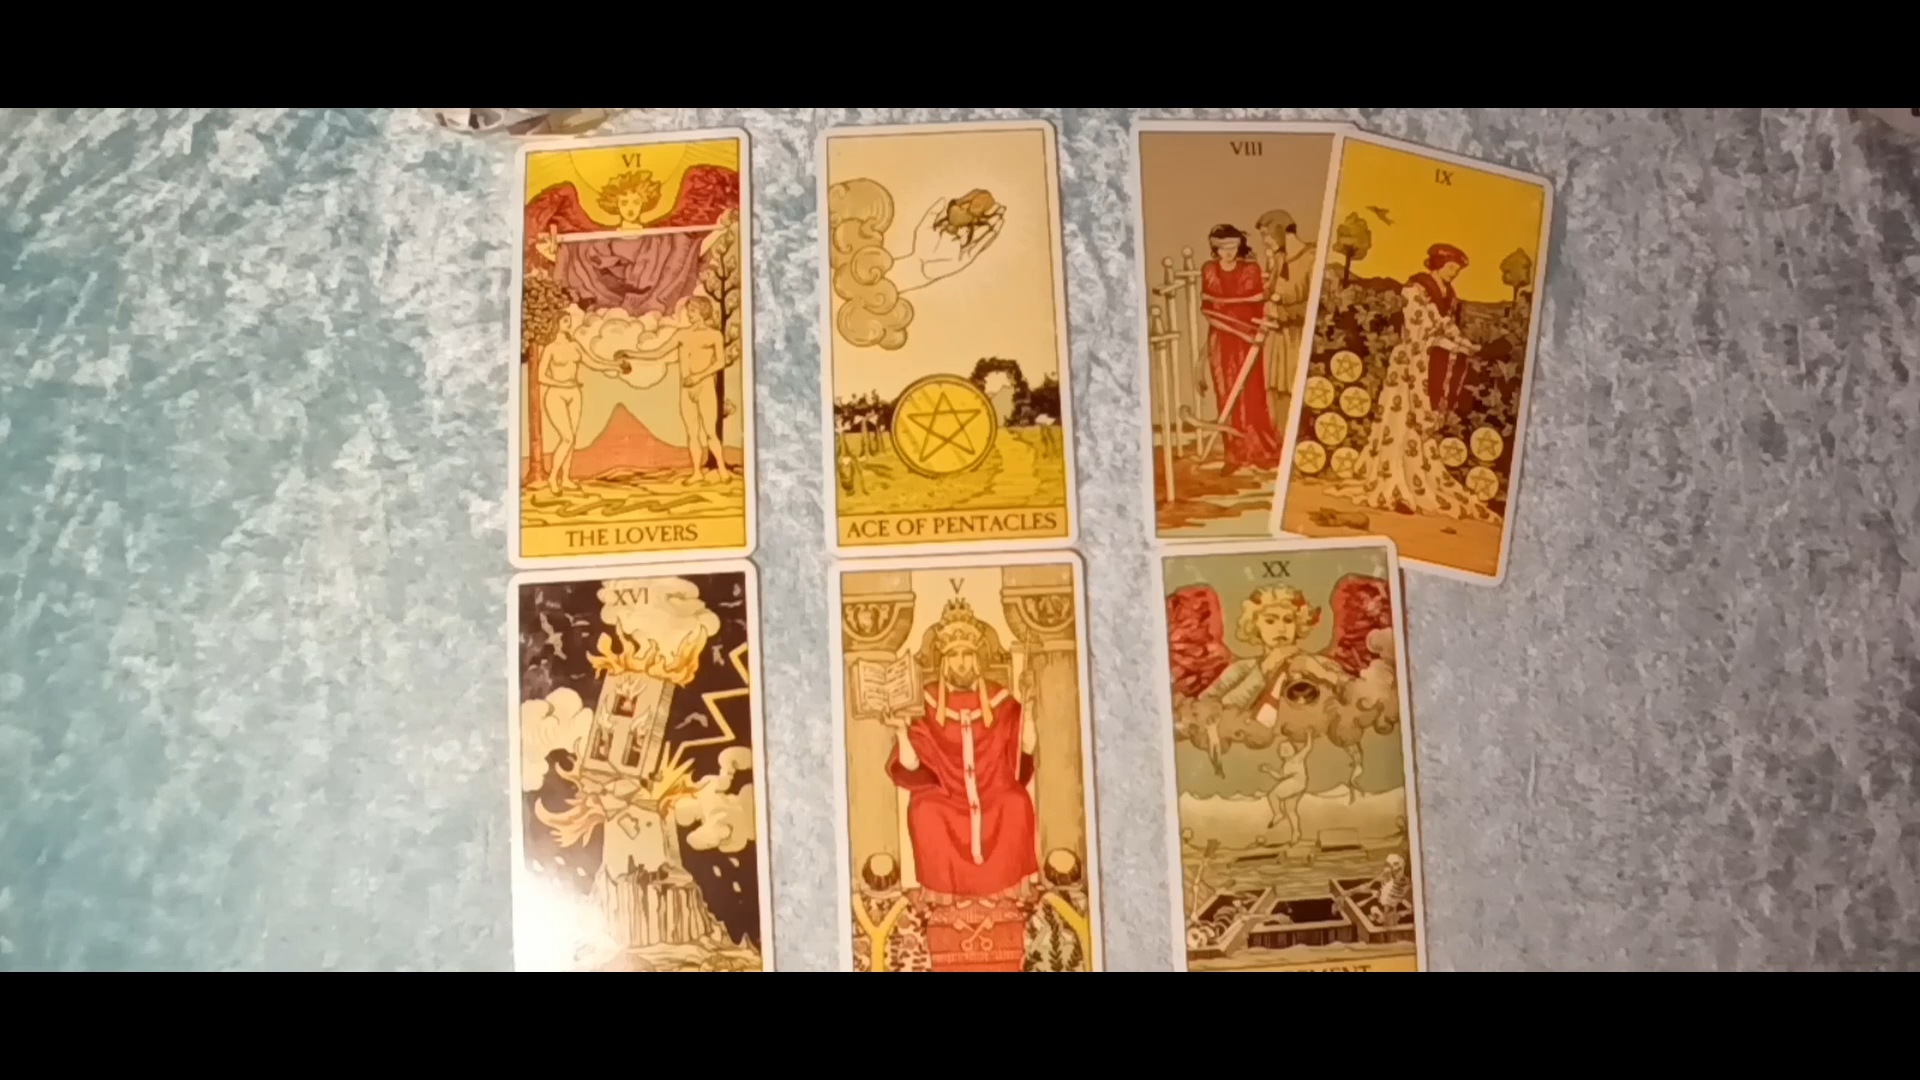 VI
VIII
IX
THE LOVERS
ACE OF PENTACLES
XVI
V
XX